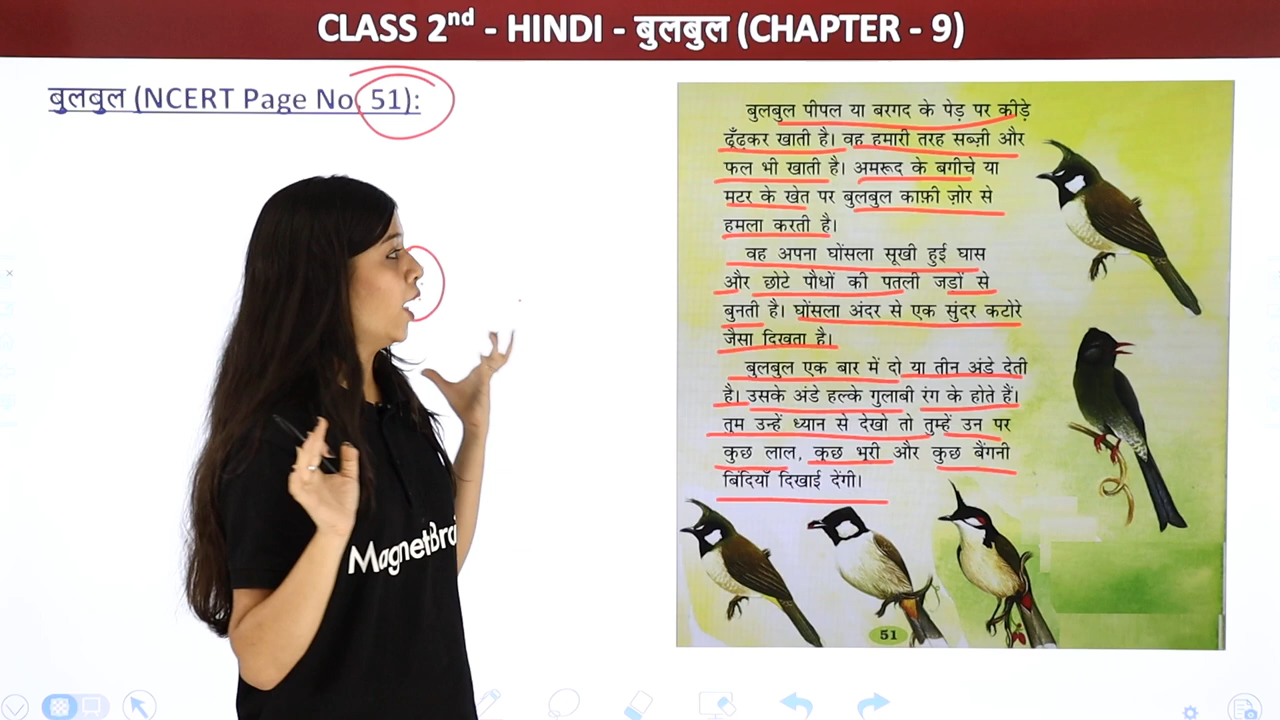 CLASS 2nd - HINDI - बुलबुल (CHAPTER - 9)
बुलबुल (NCERT Page No. 51):
बुलबुल पीपल या बरगद के पेड़ पर कीड़े
ढूँढ़कर खाती है। वह हमारी तरह सब्ज़ी और
फल भी खाती है। अमरूद के बगीचे या
मटर के खेत पर बुलबुल काफ़ी ज़ोर से
हमला करती है।
वह अपना घोंसला सूखी हुई घास
और छोटे पौधों की पतली जड़ों से
बुनती है। घोंसला अंदर से एक सुंदर कटोरे
जैसा दिखता है।
बुलबुल एक बार में दो या तीन अंडे देती
है। उसके अंडे हल्के गुलाबी रंग के होते हैं।
तुम उन्हें ध्यान से देखो तो तुम्हें उन पर
कुछ लाल, कुछ भूरी और कुछ बैंगनी
बिंदियाँ दिखाई देंगी।
51
MagnetBra